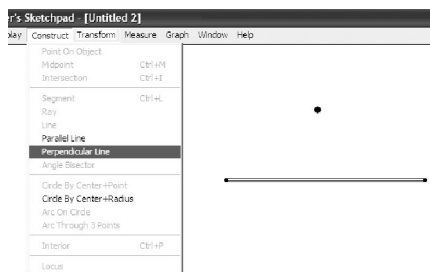 er's Sketchpad - [Untitled 2]
play Construct Transform Measure Graph Window Help
Point On Object
Midpoint Ctrl+M
Intersection Ctrl+I
Segment Ctrl+L
Ray
Line
Parallel Line
Perpendicular Line
Angle Bisector
Circle By Center+Point
Circle By Center+Radius
Arc On Circle
Arc Through 3 Points
Interior Ctrl+P
Locus